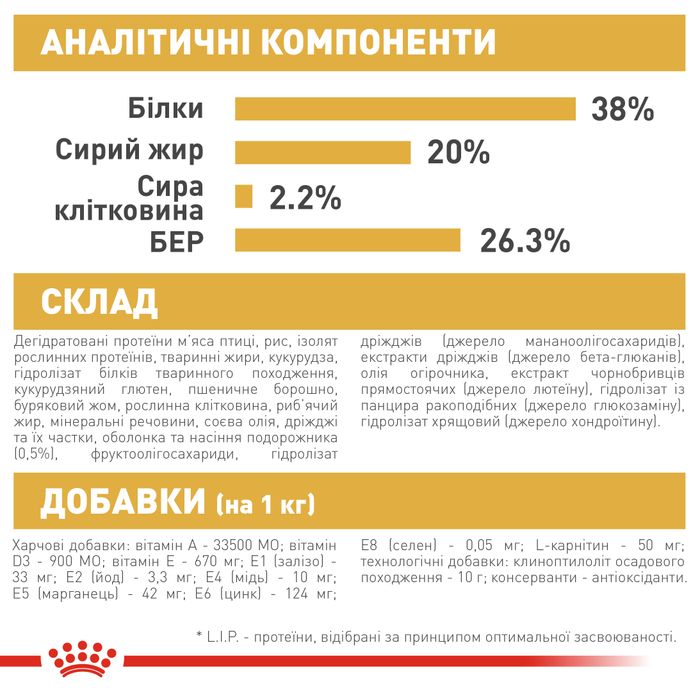 АНАЛІТИЧНІ КОМПОНЕНТИ
Білки 38%
Сирий жир 20%
Сира
клітковина 2.2%
БЕР 26.3%
СКЛАД
Дегідратовані протеїни м'яса птиці, рис, ізолят
рослинних протеїнів, тваринні жири, кукурудза,
гідролізат білків тваринного походження,
кукурудзяний глютен, пшеничне борошно,
буряковий жом, рослинна клітковина, риб'ячий
жир, мінеральні речовини, соєва олія, дріжджі
та їх частки, оболонка та насіння подорожника
(0,5%), фруктоолігосахариди, гідролізат
дріжджів (джерело мананоолігосахаридів),
екстракти дріжджів (джерело бета-глюканів),
олія огірочника, екстракт чорнобривців
прямостоячих (джерело лютеїну), гідролізат із
панцира ракоподібних (джерело глюкозаміну),
гідролізат хрящовий (джерело хондроїтину).
ДОБАВКИ (на 1 кг)
Харчові добавки: вітамін А - 33500 МО; вітамін
D3 - 900 МО; вітамін Е - 670 мг; Е1 (залізо) -
33 мг; Е2 (йод) - 3,3 мг; Е4 (мідь) - 10 мг;
Е5 (марганець) - 42 мг; Е6 (цинк) - 124 мг;
Е8 (селен) - 0,05 мг; L-карнітин - 50 мг;
технологічні добавки: клиноптилоліт осадового
походження - 10 г; консерванти - антиоксіданти.
* L.I.P. - протеїни, відібрані за принципом оптимальної засвоюваності.